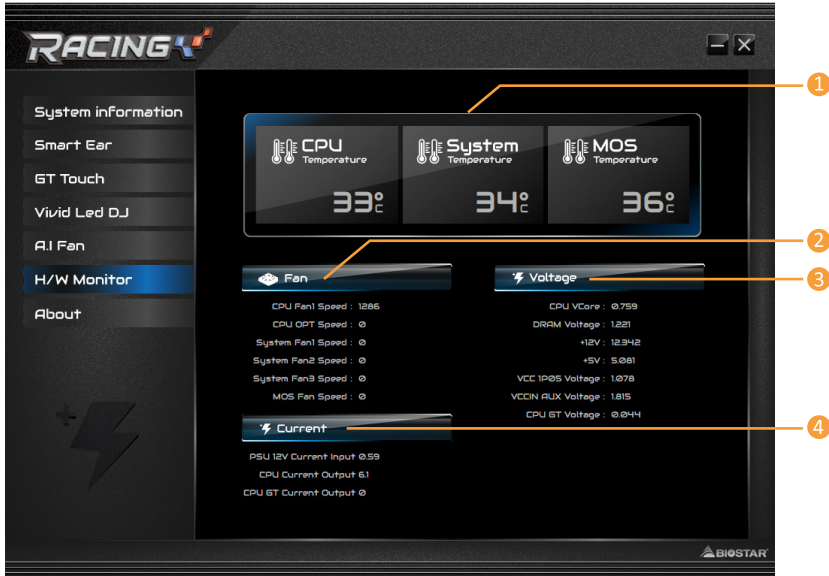 RACING
System information
Smart Ear
GT Touch
Vivid Led DJ
A.I Fan
H/W Monitor
About
1
CPU
Temperature
33°C
System
Temperature
34°C
MOS
Temperature
36°C
2
Fan
CPU Fan1 Speed : 1286
CPU OPT Speed : 0
System Fan1 Speed : 0
System Fan2 Speed : 0
System Fan3 Speed : 0
MOS Fan Speed : 0
3
Voltage
CPU VCore : 0.759
DRAM Voltage : 1.221
+12V : 12.342
+5V : 5.081
VCC 1P05 Voltage : 1.078
VCCIN AUX Voltage : 1.815
CPU GT Voltage : 0.044
4
Current
PSU 12V Current Input 0.59
CPU Current Output 6.1
CPU GT Current Output 0
BIOSTAR